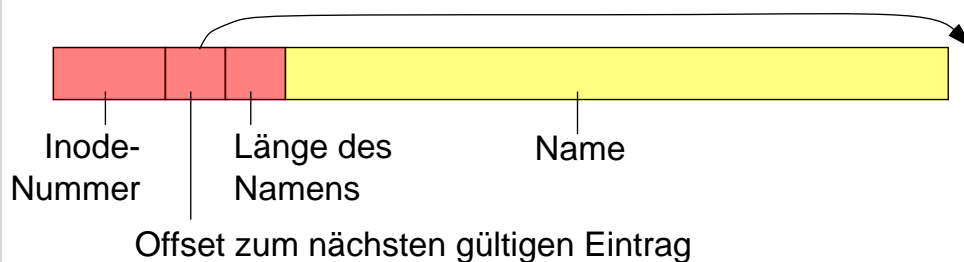 Inode-
Nummer
Länge des
Namens
Name
Offset zum nächsten gültigen Eintrag